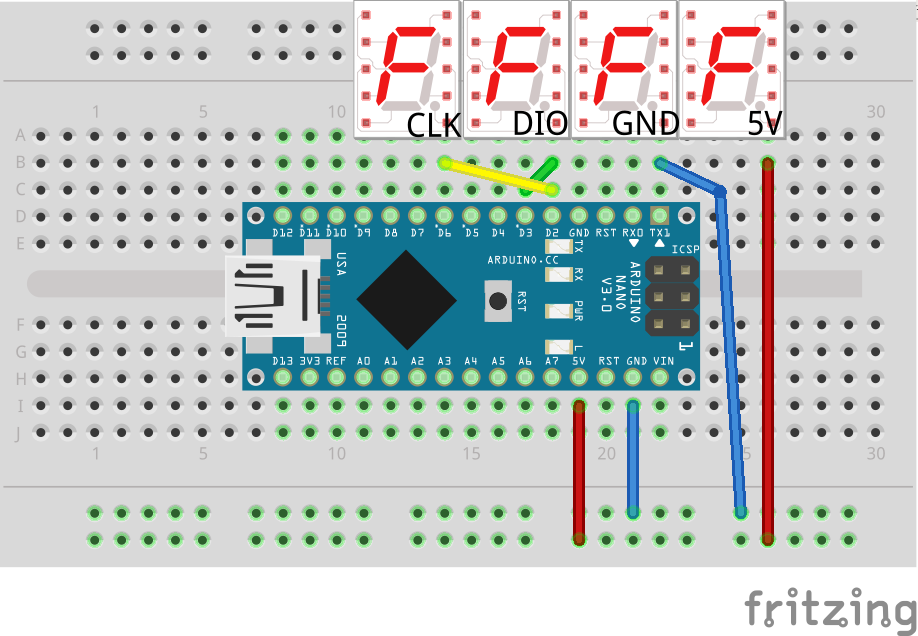 F F F F
CLK DIO GND 5V
1 5 10 30
A
B
C
D
E
D12 D11 D10 D9 D8 D7 D6 D5 D4 D3 D2 GND RST RX0 TX1
USA
2009
ARDUINO.CC
RST
TX
RX
PWR
L
ARDUINO
NANO
V3.0
ICSP
1
D13 3V3 REF A0 A1 A2 A3 A4 A5 A6 A7 5V RST GND VIN
F
G
H
I
J
1 5 10 15 20 30
fritzing